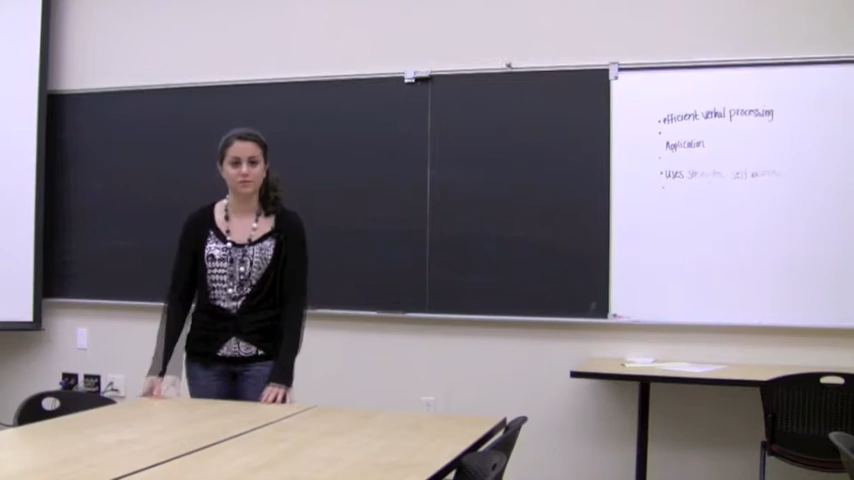 • efficient verbal processing
•
Application
•
• uses
•